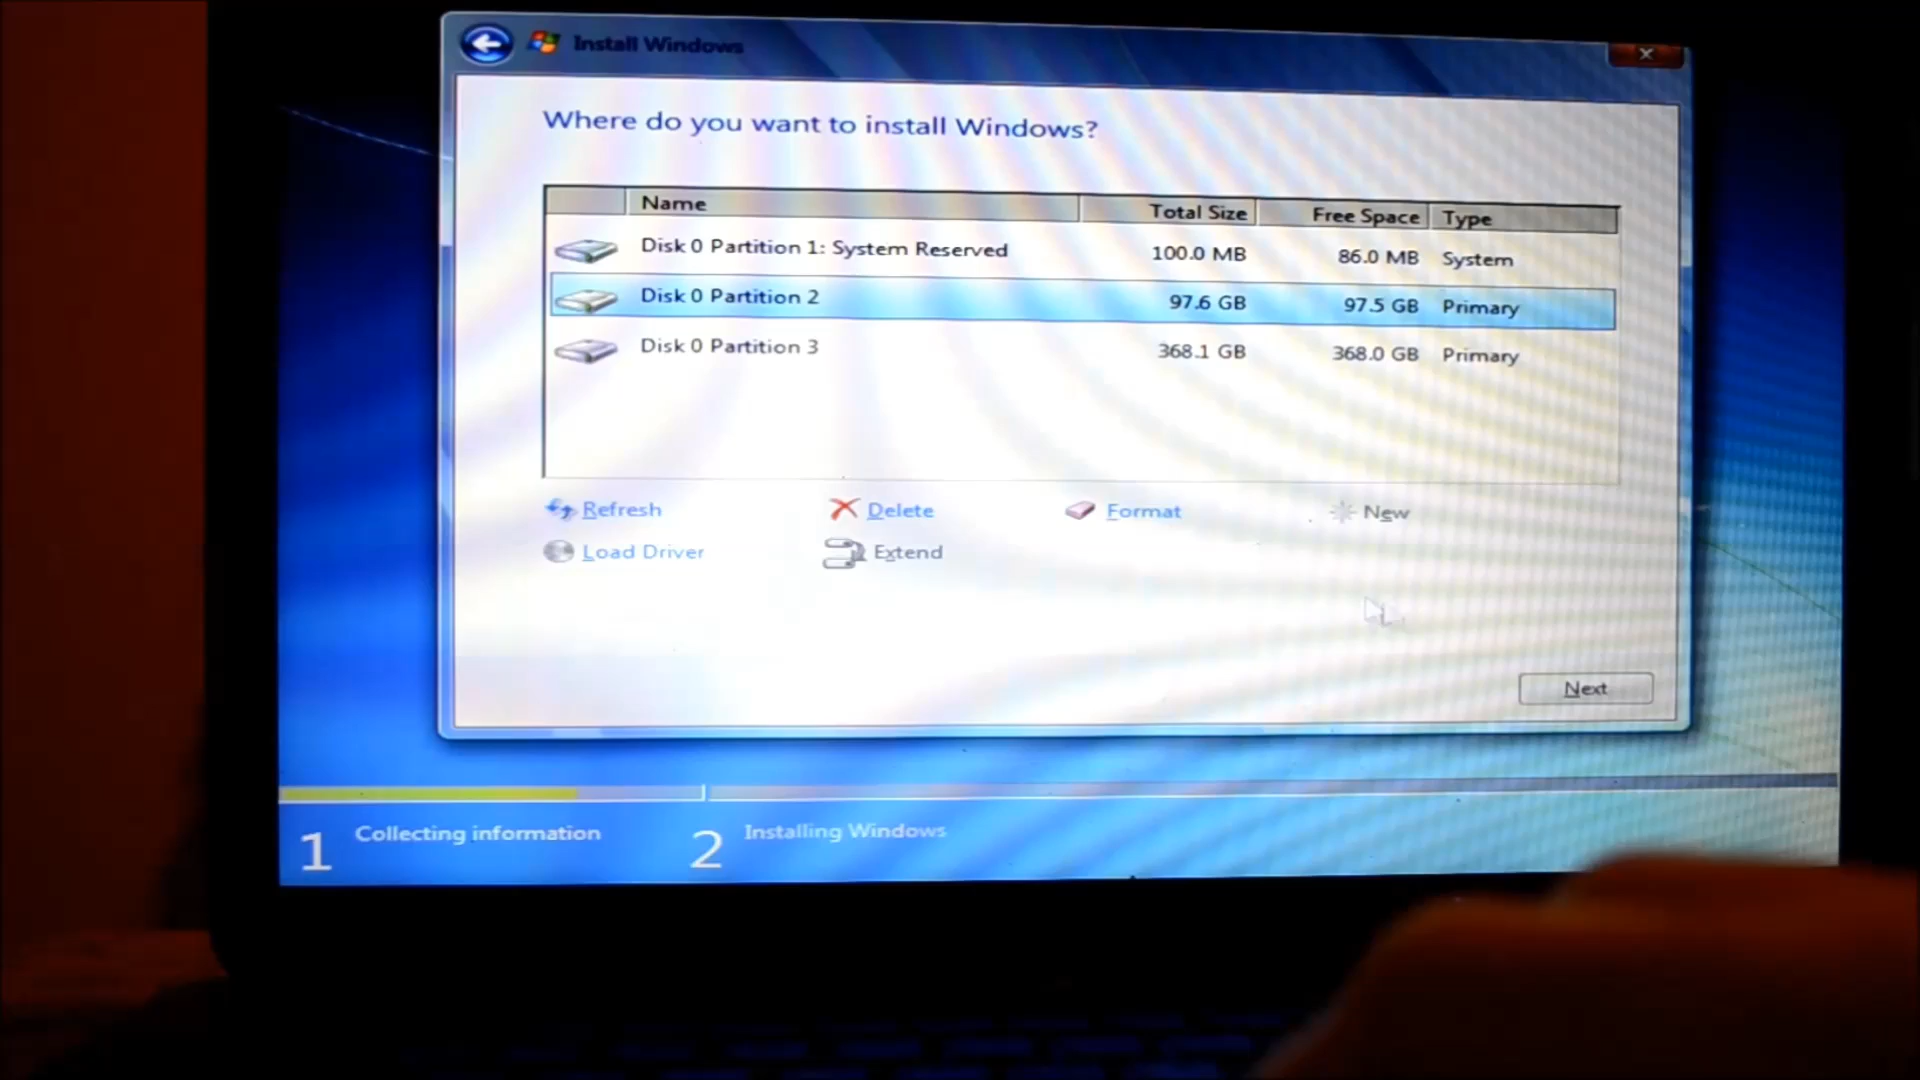 Install Windows
Where do you want to install Windows?
Name Total Size Free Space Type
Disk 0 Partition 1: System Reserved 100.0 MB 86.0 MB System
Disk 0 Partition 2 97.6 GB 97.5 GB Primary
Disk 0 Partition 3 368.1 GB 368.0 GB Primary
Refresh Delete Format New
Load Driver Extend
Next
1 Collecting information 2 Installing Windows